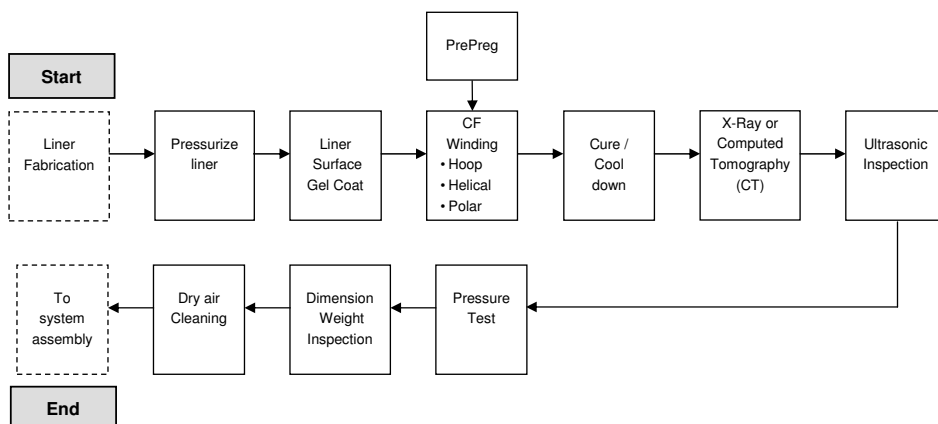 PrePreg
Start
Liner
Fabrication
Pressurize
liner
Liner
Surface
Gel Coat
CF
Winding
• Hoop
• Helical
• Polar
Cure /
Cool
down
X-Ray or
Computed
Tomography
(CT)
Ultrasonic
Inspection
Pressure
Test
Dimension
Weight
Inspection
Dry air
Cleaning
To
system
assembly
End